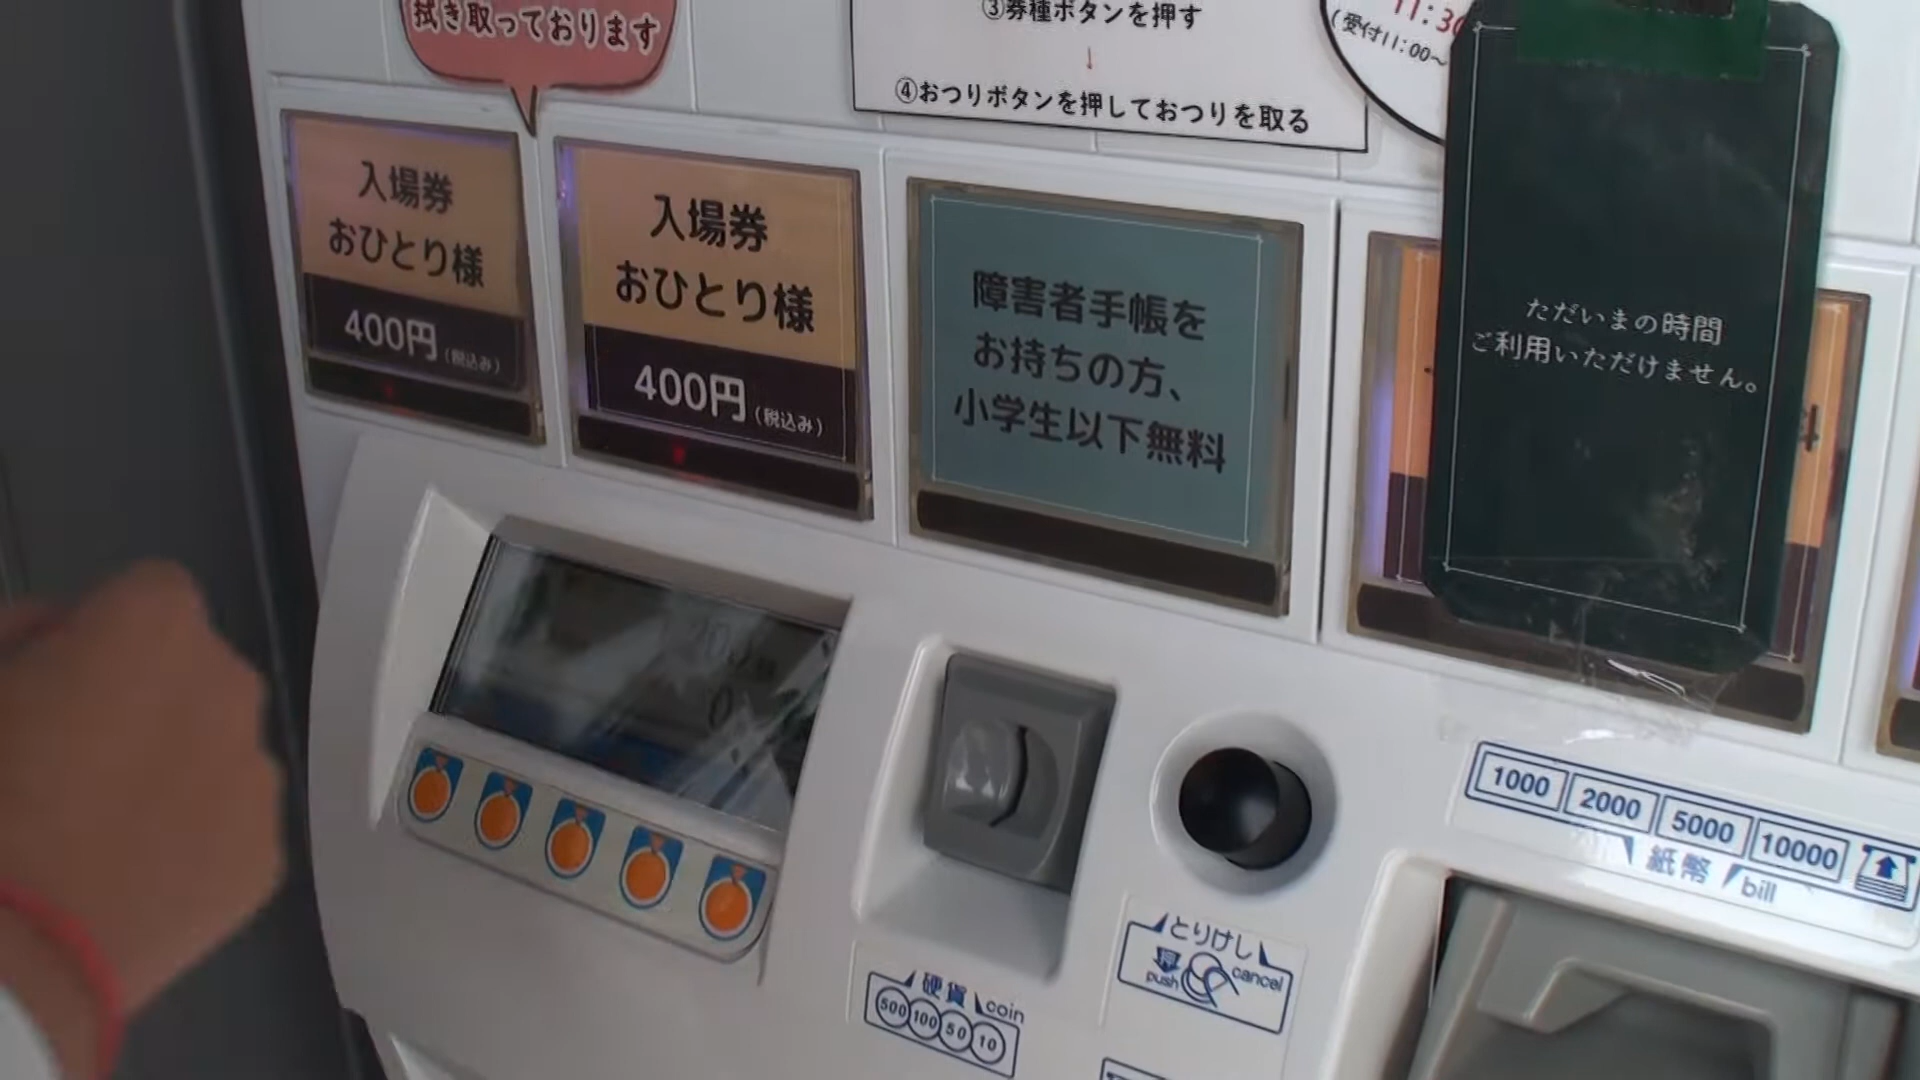 拭き取っております
③券種ボタンを押す
↓
④おつりボタンを押しておつりを取る
11:30
(受付11:00～
入場券
おひとり様
400円(税込み)
入場券
おひとり様
400円(税込み)
障害者手帳を
お持ちの方、
小学生以下無料
ただいまの時間
ご利用いただけません。
0
1000 2000 5000 10000
紙幣 bill
とりけし
push cancel
硬貨 coin
500 100 50 10